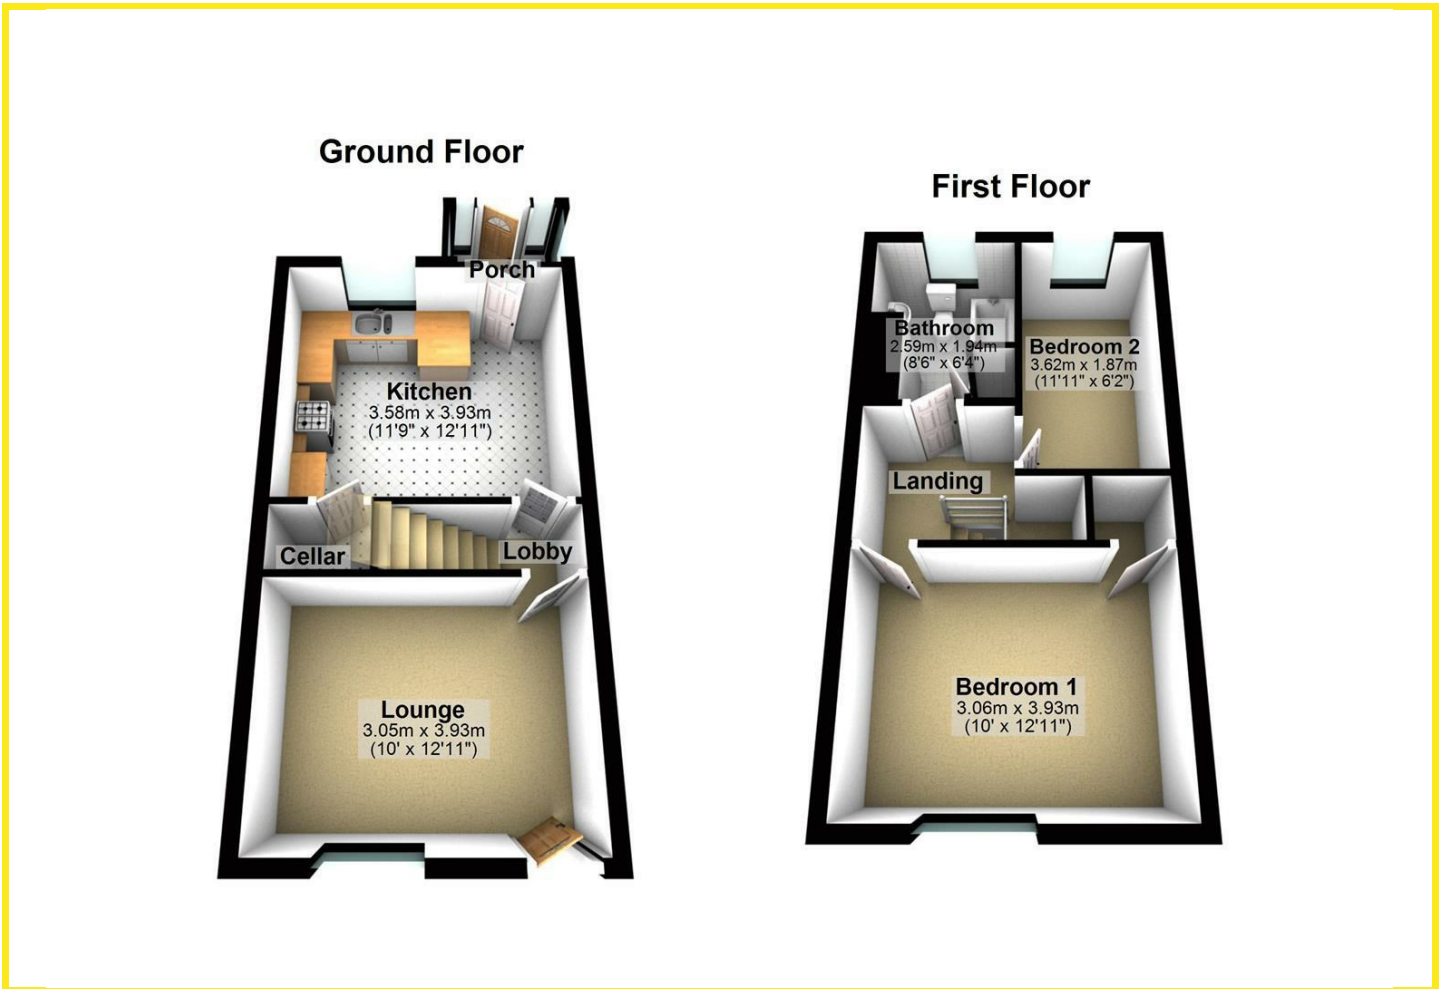 Ground Floor
Porch
Kitchen
3.58m x 3.93m
(11'9" x 12'11")
Cellar
Lobby
Lounge
3.05m x 3.93m
(10' x 12'11")
First Floor
Bathroom
2.59m x 1.94m
(8'6" x 6'4")
Bedroom 2
3.62m x 1.87m
(11'11" x 6'2")
Landing
Bedroom 1
3.06m x 3.93m
(10' x 12'11")